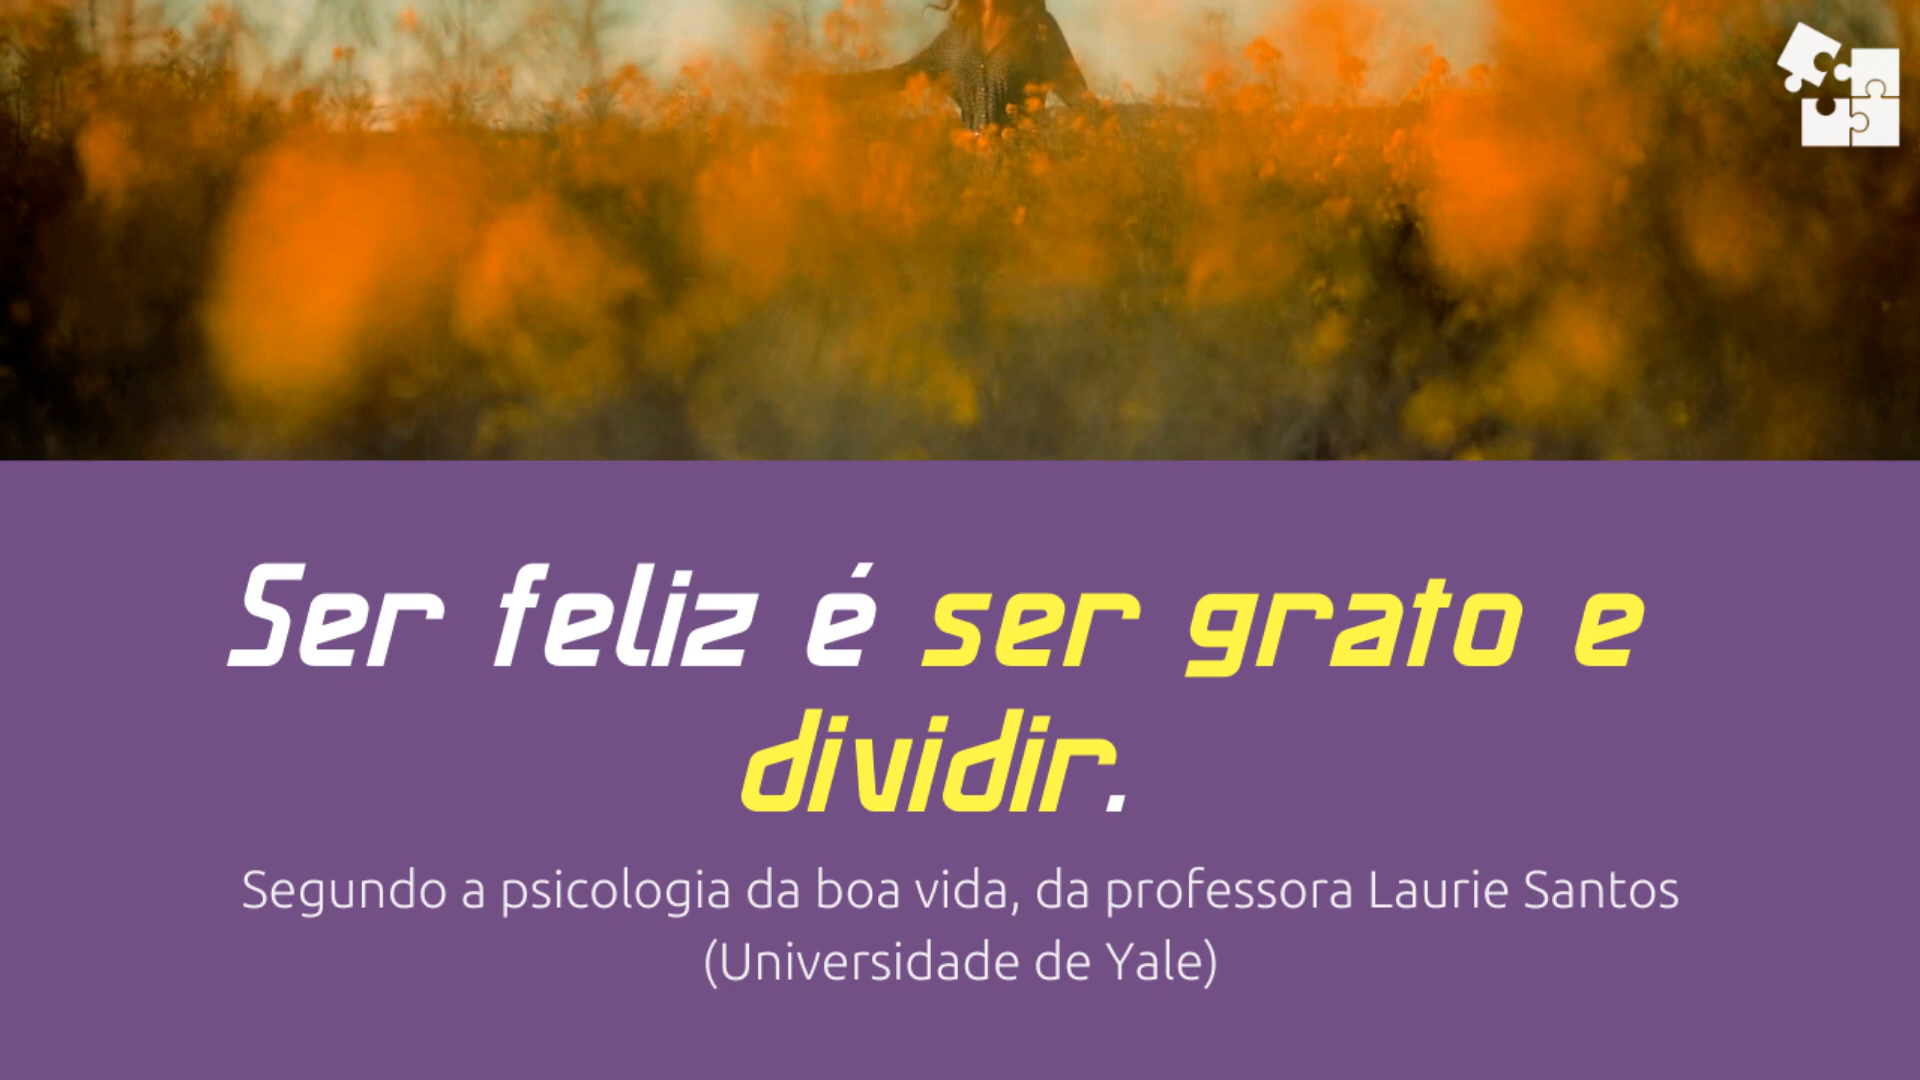 Ser feliz é ser grato e
dividir.
Segundo a psicologia da boa vida, da professora Laurie Santos
(Universidade de Yale)